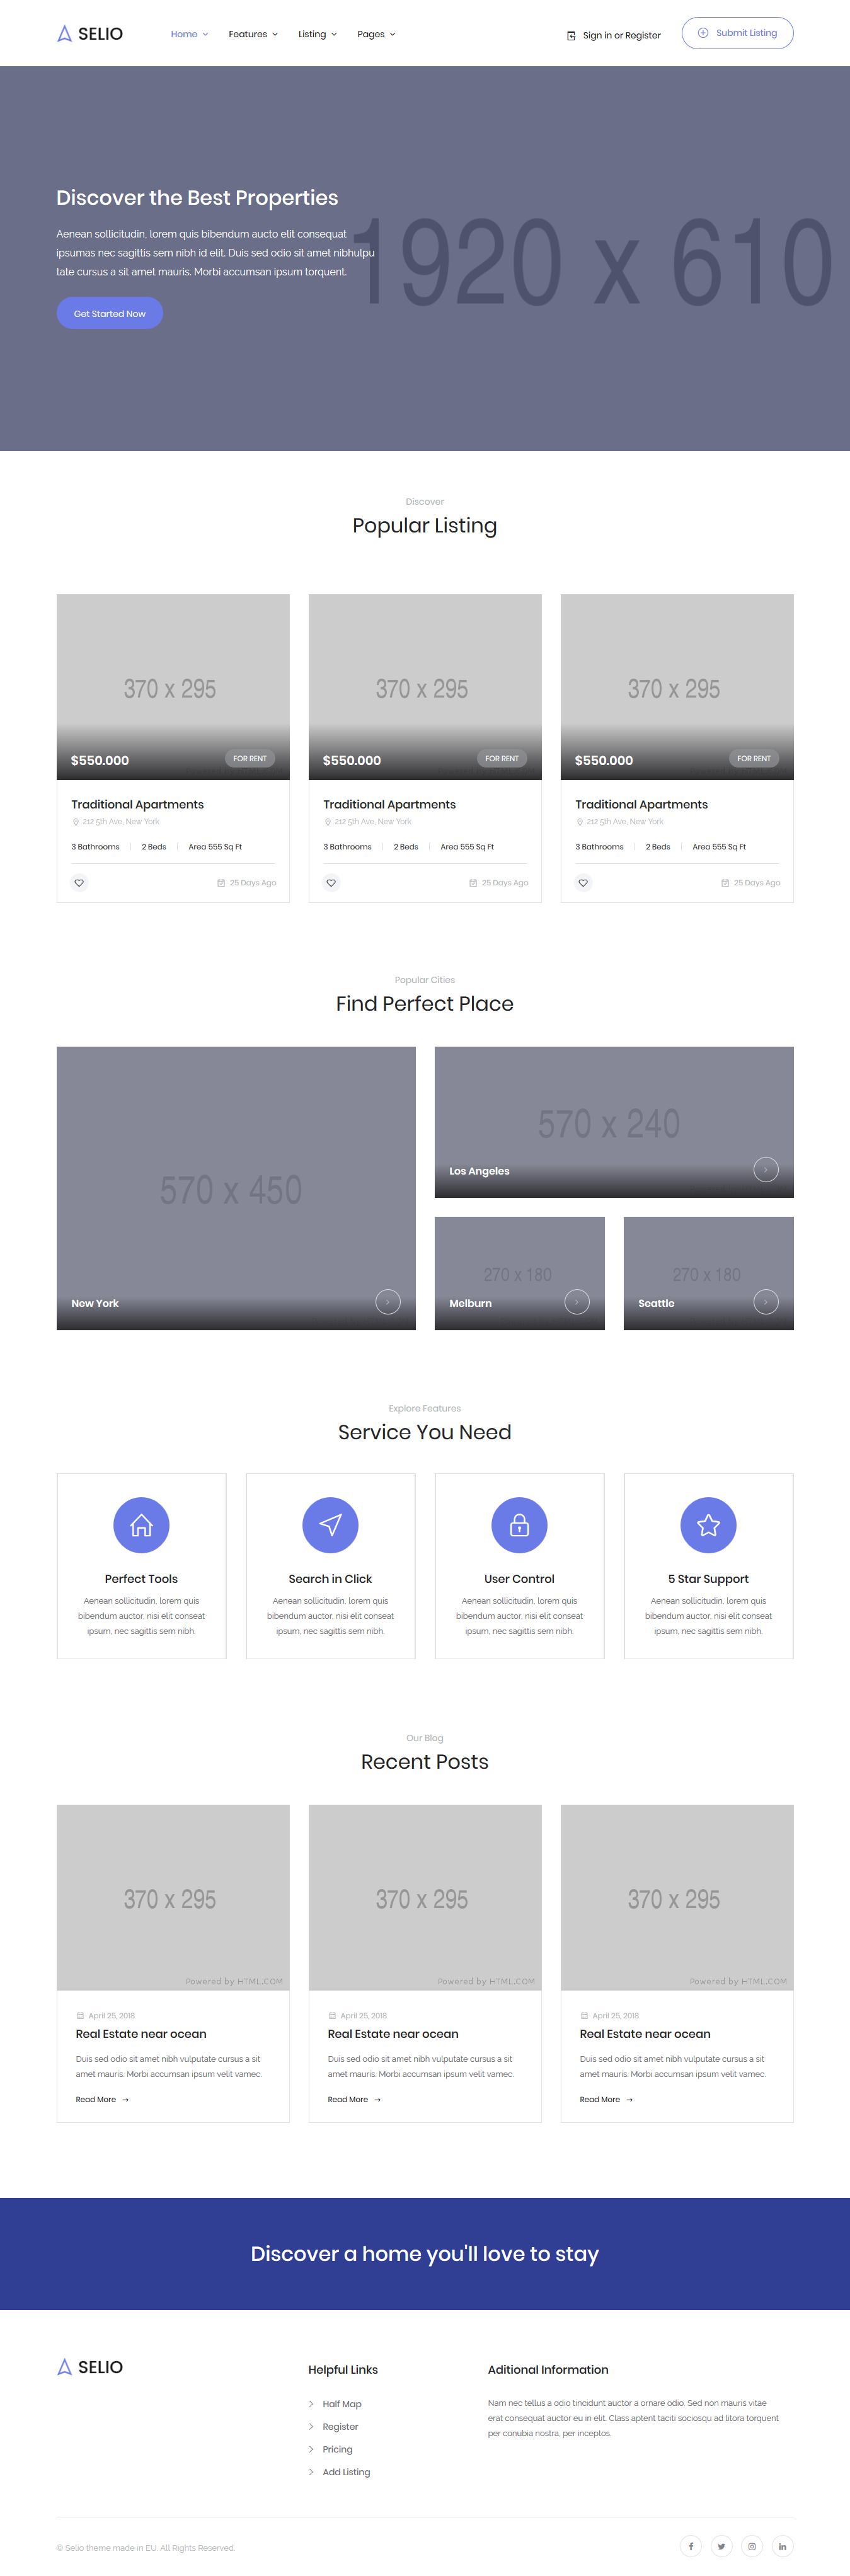 SELIO
Home
Features
Listing
Pages
Sign in or Register
Submit Listing
1920 x 610
Discover the Best Properties
Aenean sollicitudin, lorem quis bibendum aucto elit consequat
ipsumas nec sagittis sem nibh id elit. Duis sed odio sit amet nibhulpu
tate cursus a sit amet mauris. Morbi accumsan ipsum torquent.
Get Started Now
Discover
Popular Listing
370 x 295
$550.000
FOR RENT
Traditional Apartments
212 5th Ave, New York
3 Bathrooms
2 Beds
Area 555 Sq Ft
25 Days Ago
370 x 295
$550.000
FOR RENT
Traditional Apartments
212 5th Ave, New York
3 Bathrooms
2 Beds
Area 555 Sq Ft
25 Days Ago
370 x 295
$550.000
FOR RENT
Traditional Apartments
212 5th Ave, New York
3 Bathrooms
2 Beds
Area 555 Sq Ft
25 Days Ago
Popular Cities
Find Perfect Place
570 x 450
New York
570 x 240
Los Angeles
270 x 180
Melburn
270 x 180
Seattle
Explore Features
Service You Need
Perfect Tools
Aenean sollicitudin, lorem quis
bibendum auctor, nisi elit conseat
ipsum, nec sagittis sem nibh.
Search in Click
Aenean sollicitudin, lorem quis
bibendum auctor, nisi elit conseat
ipsum, nec sagittis sem nibh.
User Control
Aenean sollicitudin, lorem quis
bibendum auctor, nisi elit conseat
ipsum, nec sagittis sem nibh.
5 Star Support
Aenean sollicitudin, lorem quis
bibendum auctor, nisi elit conseat
ipsum, nec sagittis sem nibh.
Our Blog
Recent Posts
370 x 295
Powered by HTML.COM
April 25, 2018
Real Estate near ocean
Duis sed odio sit amet nibh vulputate cursus a sit
amet mauris. Morbi accumsan ipsum velit vamec.
Read More
370 x 295
Powered by HTML.COM
April 25, 2018
Real Estate near ocean
Duis sed odio sit amet nibh vulputate cursus a sit
amet mauris. Morbi accumsan ipsum velit vamec.
Read More
370 x 295
Powered by HTML.COM
April 25, 2018
Real Estate near ocean
Duis sed odio sit amet nibh vulputate cursus a sit
amet mauris. Morbi accumsan ipsum velit vamec.
Read More
Discover a home you'll love to stay
SELIO
Helpful Links
Half Map
Register
Pricing
Add Listing
Aditional Information
Nam nec tellus a odio tincidunt auctor a ornare odio. Sed non mauris vitae
erat consequat auctor eu in elit. Class aptent taciti sociosqu ad litora torquent
per conubia nostra, per inceptos.
© Selio theme made in EU. All Rights Reserved.